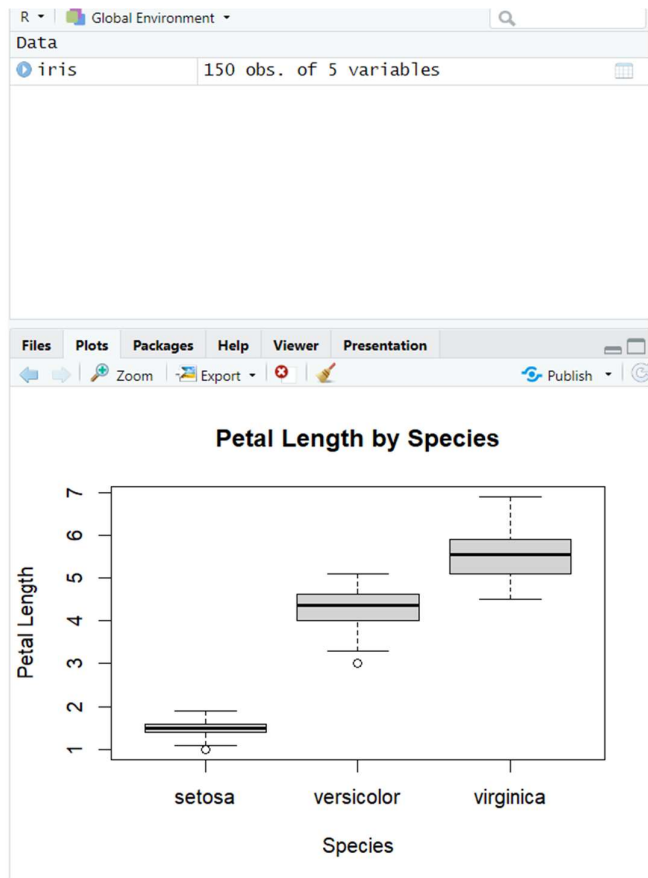 R Global Environment
Data
iris 150 obs. of 5 variables
Files Plots Packages Help Viewer Presentation
Zoom Export Publish
Petal Length by Species
Petal Length
7
6
5
4
3
2
1
setosa versicolor virginica
Species